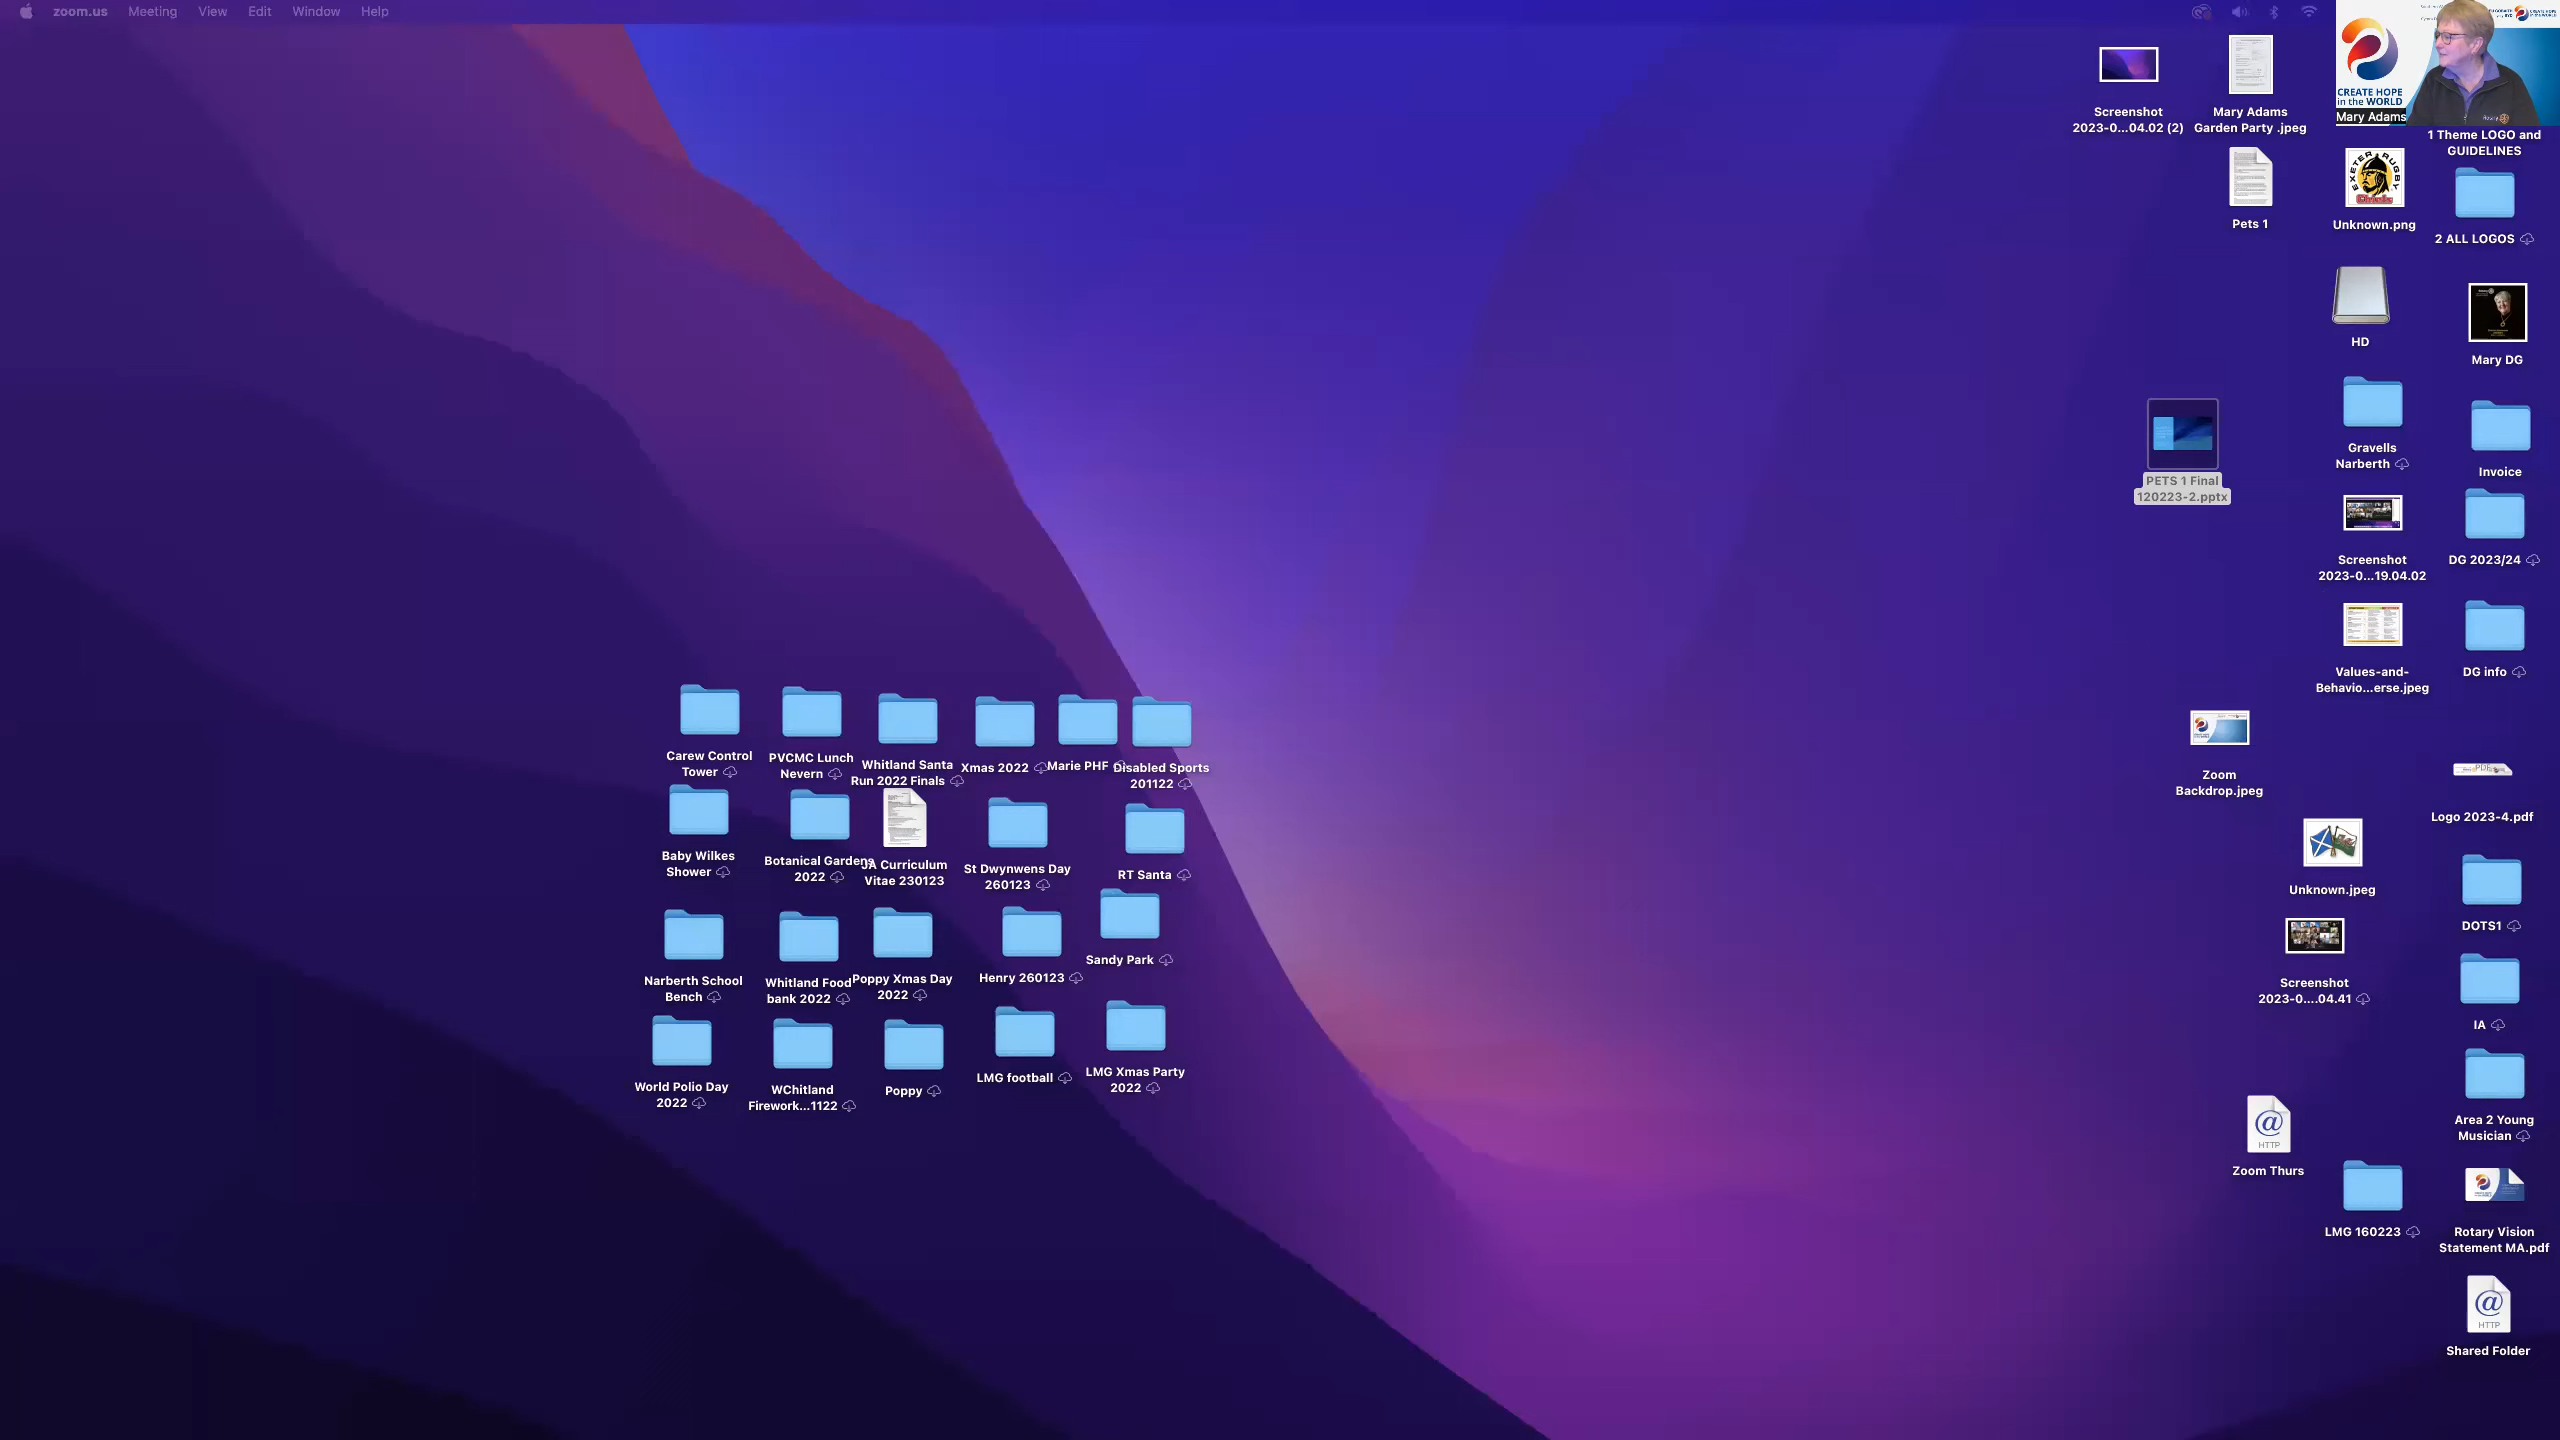 zoom.us Meeting View Edit Window Help
CREATE HOPE
in the WORLD
Mary Adams
Screenshot
2023-0...04.02 (2)
Mary Adams
Garden Party .jpeg
1 Theme LOGO and
GUIDELINES
Pets 1
EXETER RUGBY
Chiefs
Unknown.png
2 ALL LOGOS
HD
Mary DG
PETS 1 Final
120223-2.pptx
Gravells
Narberth
Invoice
Screenshot
2023-0...19.04.02
DG 2023/24
Values-and-
Behavio...erse.jpeg
DG info
Zoom
Backdrop.jpeg
PDF
Logo 2023-4.pdf
Unknown.jpeg
DOTS1
Screenshot
2023-0....04.41
IA
Area 2 Young
Musician
HTTP
Zoom Thurs
LMG 160223
Rotary Vision
Statement MA.pdf
HTTP
Shared Folder
Carew Control
Tower
PVCMC Lunch
Nevern
Whitland Santa
Run 2022 Finals
Xmas 2022
Marie PHF
Disabled Sports
201122
Baby Wilkes
Shower
Botanical Gardens
2022
JA Curriculum
Vitae 230123
St Dwynwens Day
260123
RT Santa
Narberth School
Bench
Whitland Food
bank 2022
Poppy Xmas Day
2022
Henry 260123
Sandy Park
World Polio Day
2022
WChitland
Firework...1122
Poppy
LMG football
LMG Xmas Party
2022